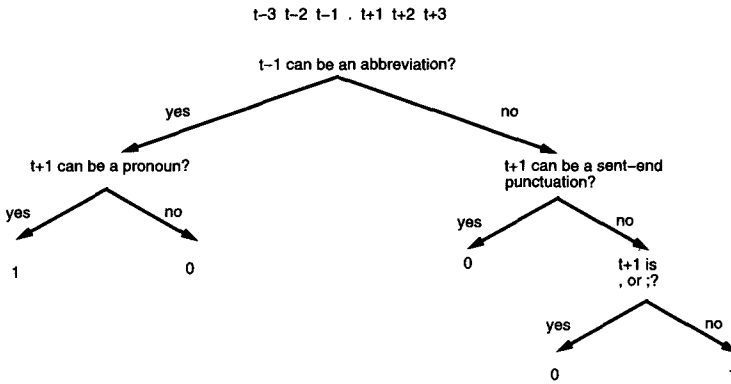 t−3 t−2 t−1 . t+1 t+2 t+3
t−1 can be an abbreviation?
yes
no
t+1 can be a pronoun?
t+1 can be a sent−end
punctuation?
yes
no
yes
no
1
0
0
t+1 is
, or ;?
yes
no
0